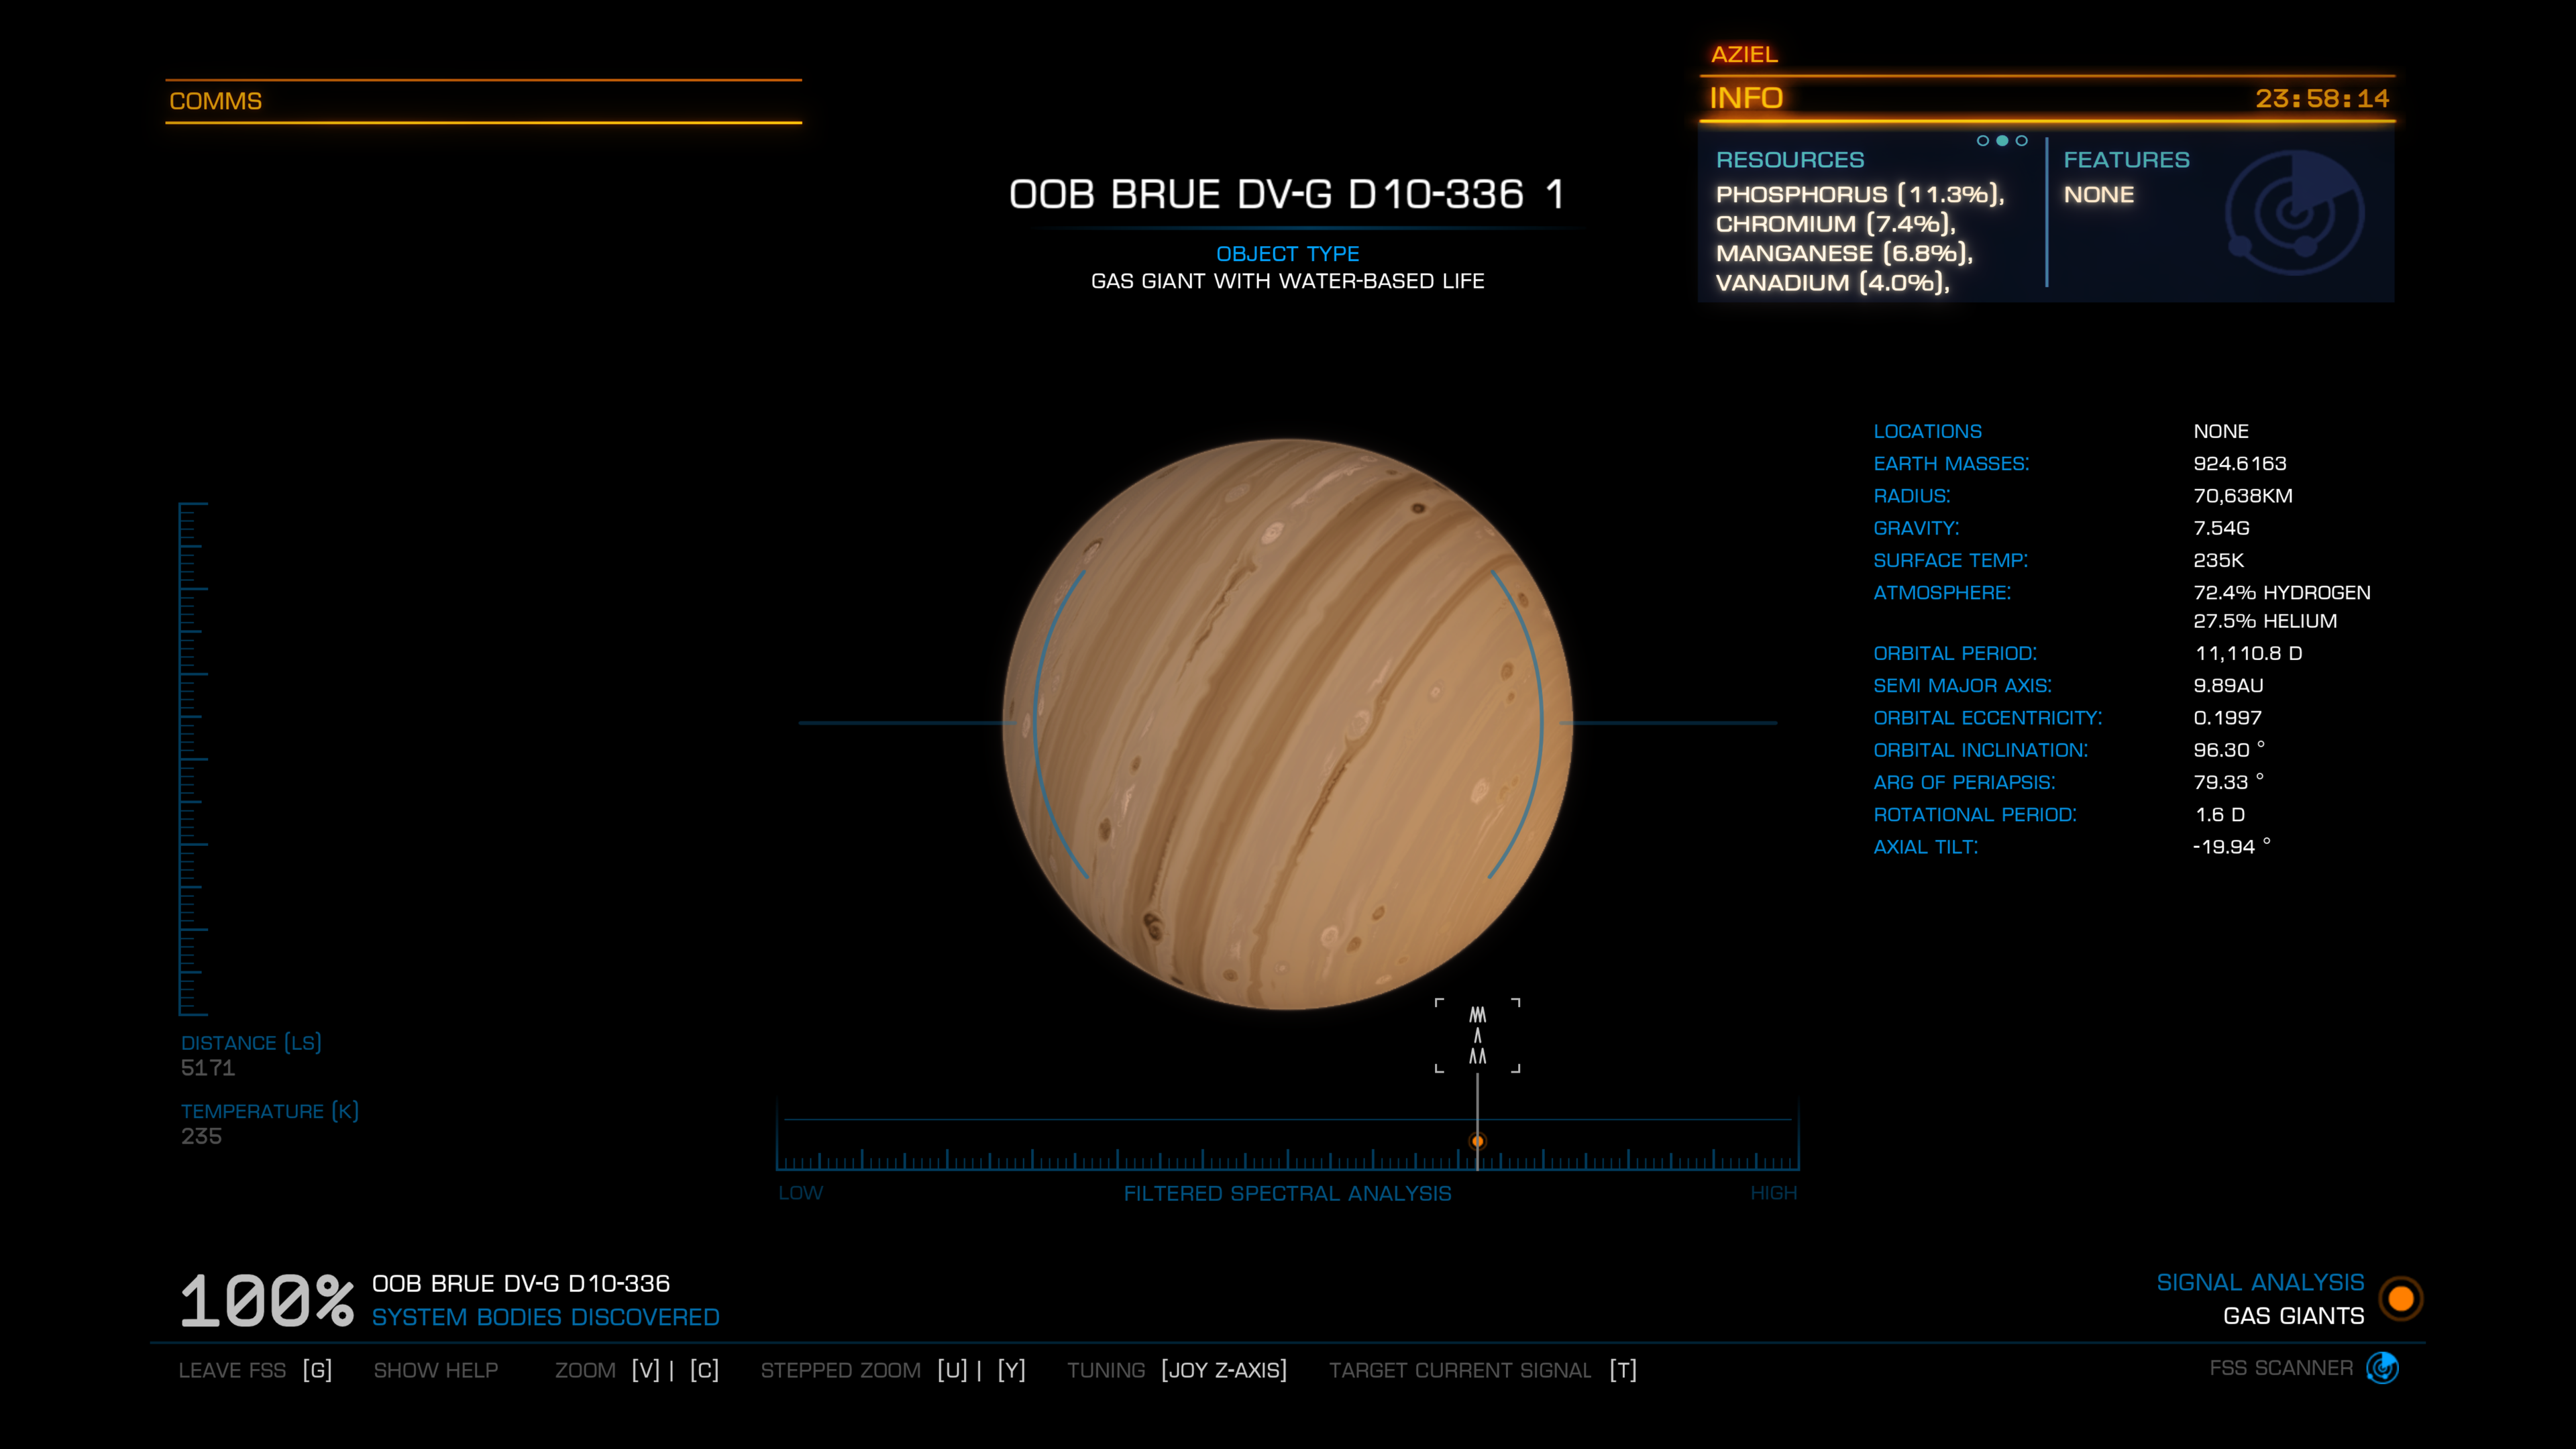 AZIEL
COMMS
INFO 23:58:14
RESOURCES
PHOSPHORUS (11.3%),
CHROMIUM (7.4%),
MANGANESE (6.8%),
VANADIUM (4.0%),
FEATURES
NONE
OOB BRUE DV-G D10-336 1
OBJECT TYPE
GAS GIANT WITH WATER-BASED LIFE
LOCATIONS NONE
EARTH MASSES: 924.6163
RADIUS: 70,638KM
GRAVITY: 7.54G
SURFACE TEMP: 235K
ATMOSPHERE: 72.4% HYDROGEN
27.5% HELIUM
ORBITAL PERIOD: 11,110.8 D
SEMI MAJOR AXIS: 9.89AU
ORBITAL ECCENTRICITY: 0.1997
ORBITAL INCLINATION: 96.30 °
ARG OF PERIAPSIS: 79.33 °
ROTATIONAL PERIOD: 1.6 D
AXIAL TILT: -19.94 °
DISTANCE (LS)
5171
TEMPERATURE (K)
235
LOW FILTERED SPECTRAL ANALYSIS HIGH
100% OOB BRUE DV-G D10-336
SYSTEM BODIES DISCOVERED
SIGNAL ANALYSIS
GAS GIANTS
LEAVE FSS [G] SHOW HELP ZOOM [V] | [C] STEPPED ZOOM [U] | [Y] TUNING [JOY Z-AXIS] TARGET CURRENT SIGNAL [T] FSS SCANNER